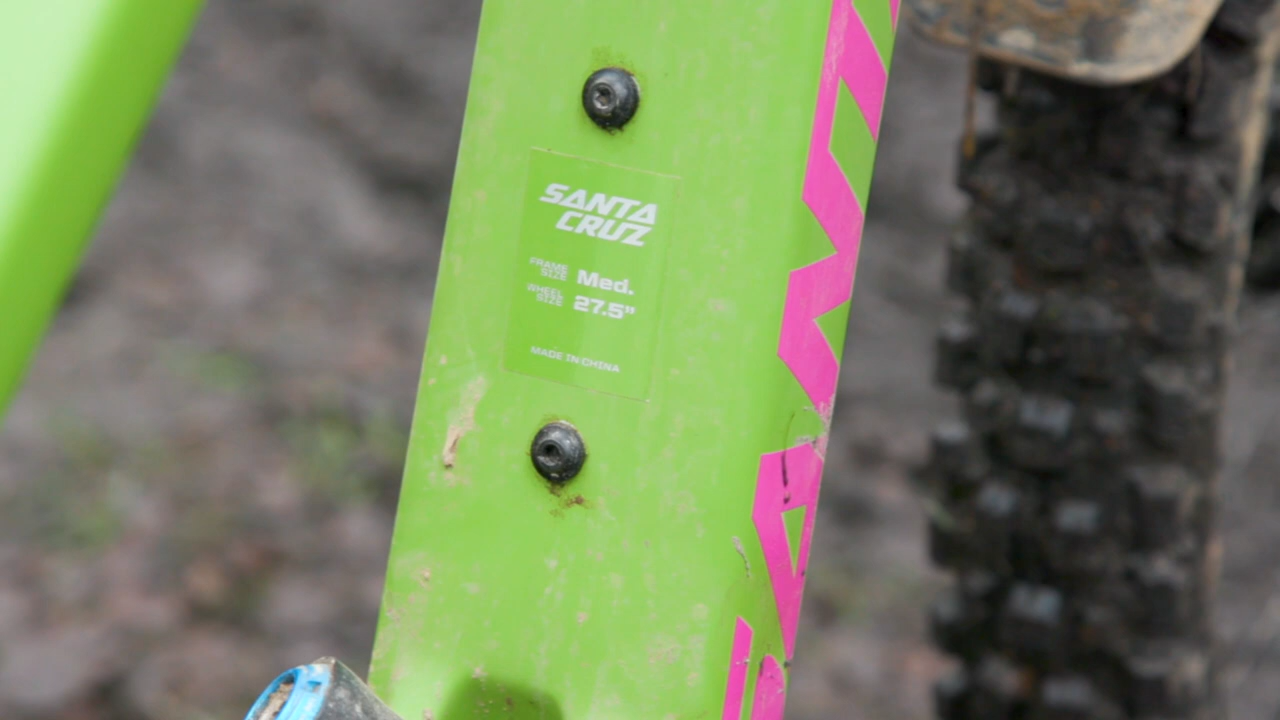 SANTA
CRUZ
FRAME
SIZE Med.
WHEEL
SIZE 27.5"
MADE IN CHINA